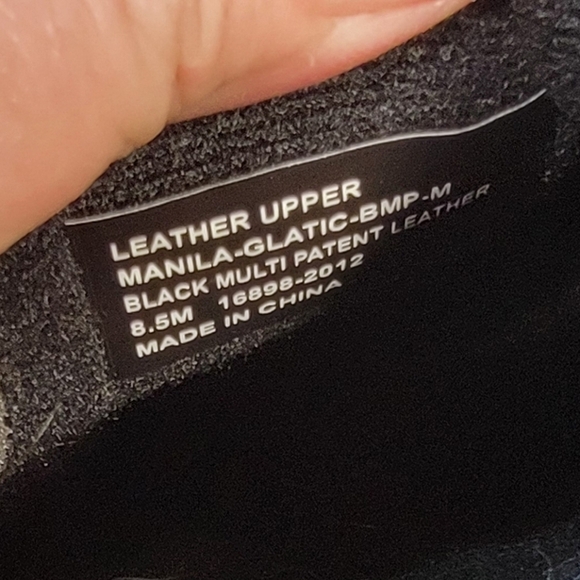 LEATHER UPPER
MANILA-GLATIC-BMP-M
BLACK MULTI PATENT LEATHER
8.5M 16898-2012
MADE IN CHINA